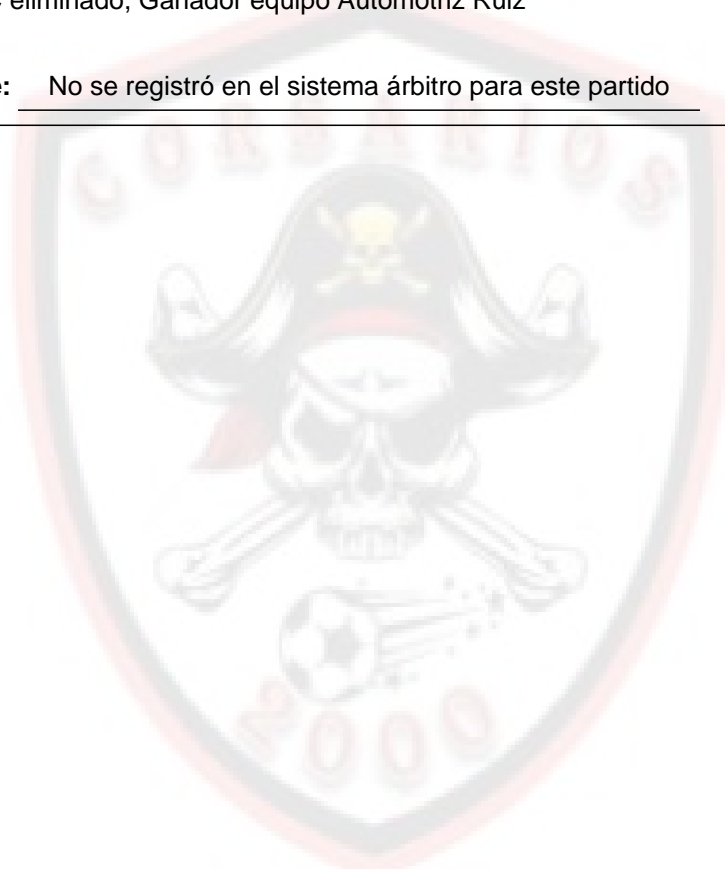 eliminado, Ganador equipo Automotriz Ruiz
: No se registró en el sistema árbitro para este partido
CORSARIOS
2000